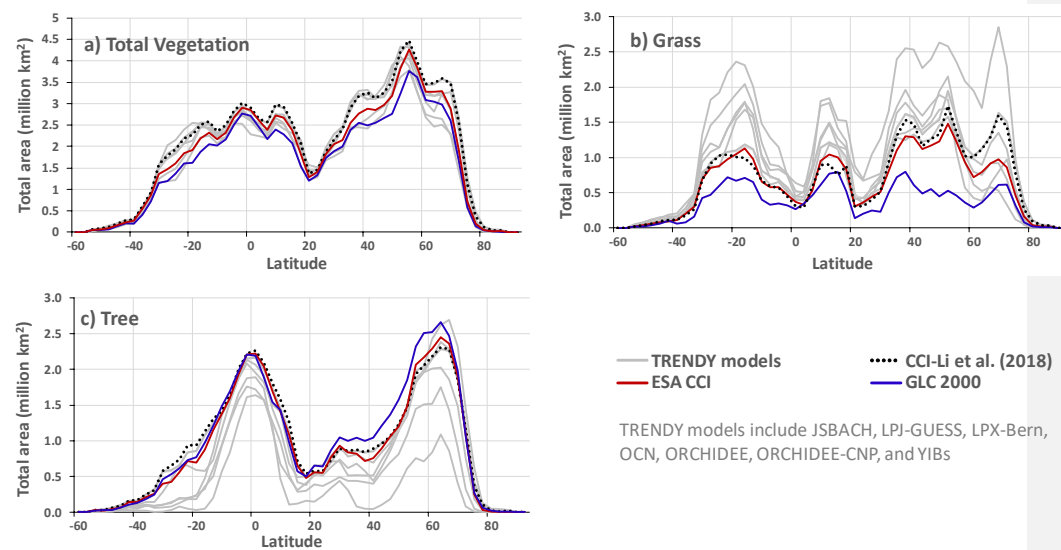 a) Total Vegetation
Total area (million km²)
5
4.5
4
3.5
3
2.5
2
1.5
1
0.5
0
-60 -40 -20 0 20 40 60 80
Latitude
b) Grass
Total area (million km²)
3.0
2.5
2.0
1.5
1.0
0.5
0.0
-60 -40 -20 0 20 40 60 80
Latitude
c) Tree
Total area (million km²)
3.0
2.5
2.0
1.5
1.0
0.5
0.0
-60 -40 -20 0 20 40 60 80
Latitude
TRENDY models CCI-Li et al. (2018)
ESA CCI GLC 2000
TRENDY models include JSBACH, LPJ-GUESS, LPX-Bern,
OCN, ORCHIDEE, ORCHIDEE-CNP, and YIBs